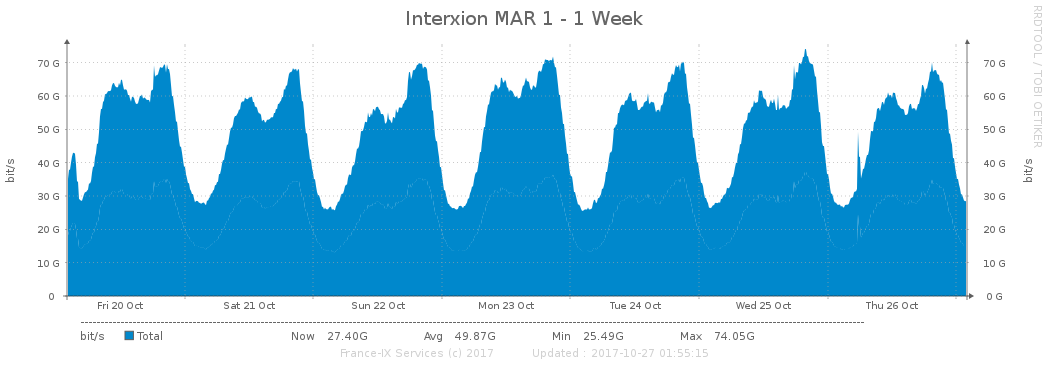 Interxion MAR 1 - 1 Week
RRDTOOL / TOBI OETIKER
bit/s
70 G 70 G
60 G 60 G
50 G 50 G
40 G 40 G
30 G 30 G
20 G 20 G
10 G 10 G
0 0 G
bit/s
Fri 20 Oct Sat 21 Oct Sun 22 Oct Mon 23 Oct Tue 24 Oct Wed 25 Oct Thu 26 Oct
bit/s Total Now 27.40G Avg 49.87G Min 25.49G Max 74.05G
France-IX Services (c) 2017 Updated : 2017-10-27 01:55:15